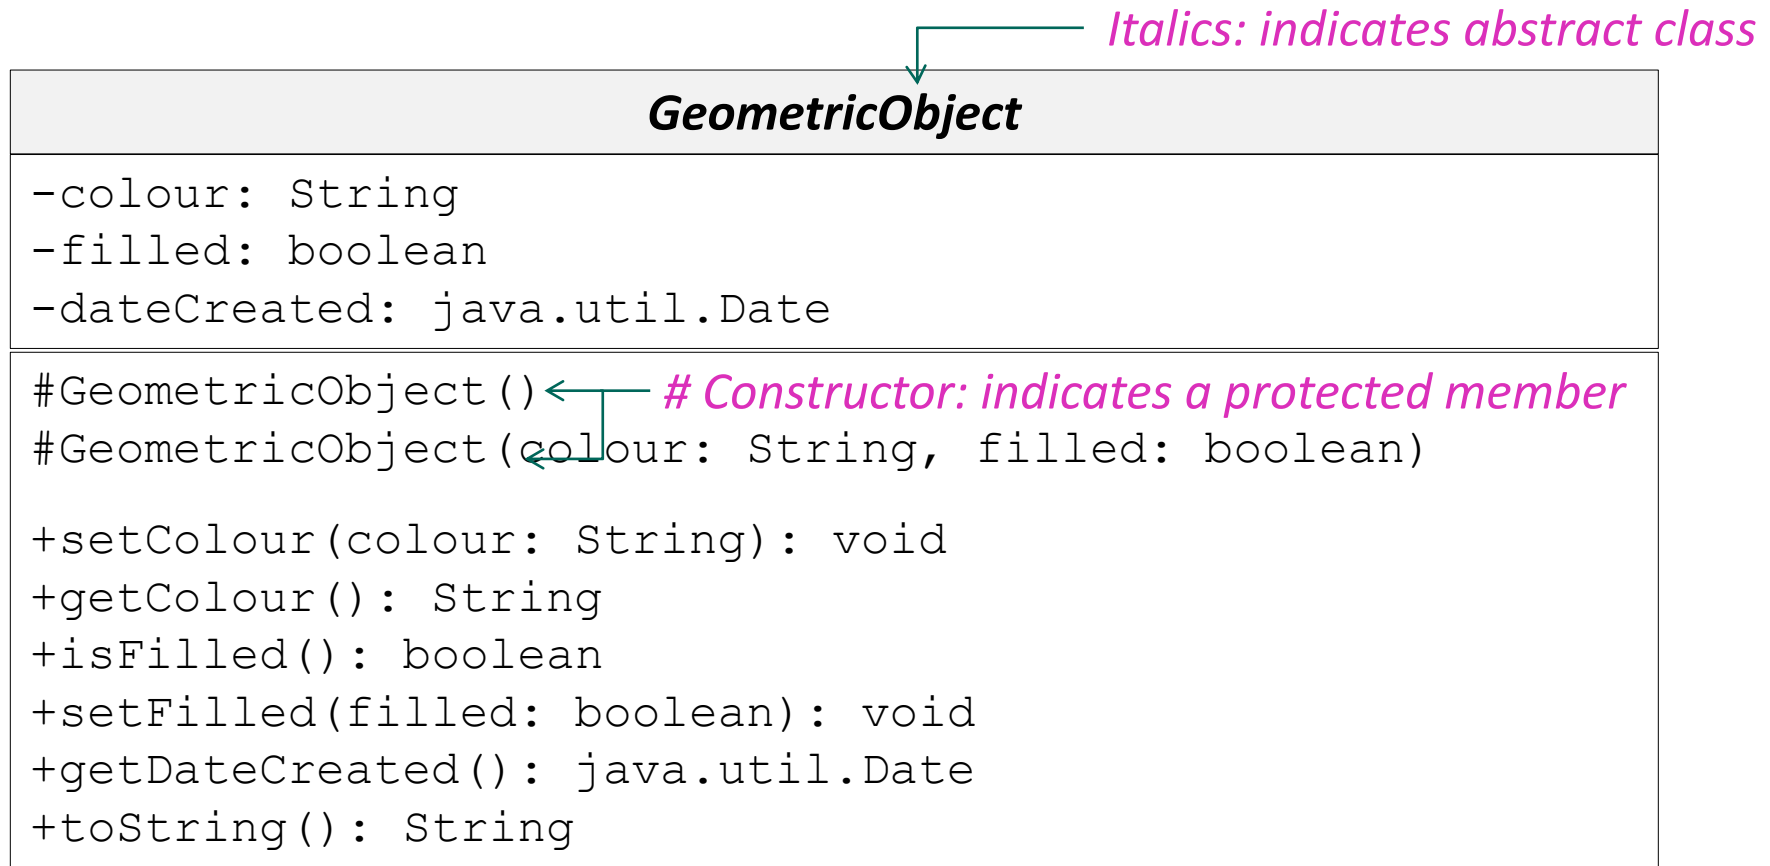 Italics: indicates abstract class
GeometricObject
-colour: String
-filled: boolean
-dateCreated: java.util.Date
#GeometricObject() # Constructor: indicates a protected member
#GeometricObject(colour: String, filled: boolean)
+setColour(colour: String): void
+getColour(): String
+isFilled(): boolean
+setFilled(filled: boolean): void
+getDateCreated(): java.util.Date
+toString(): String